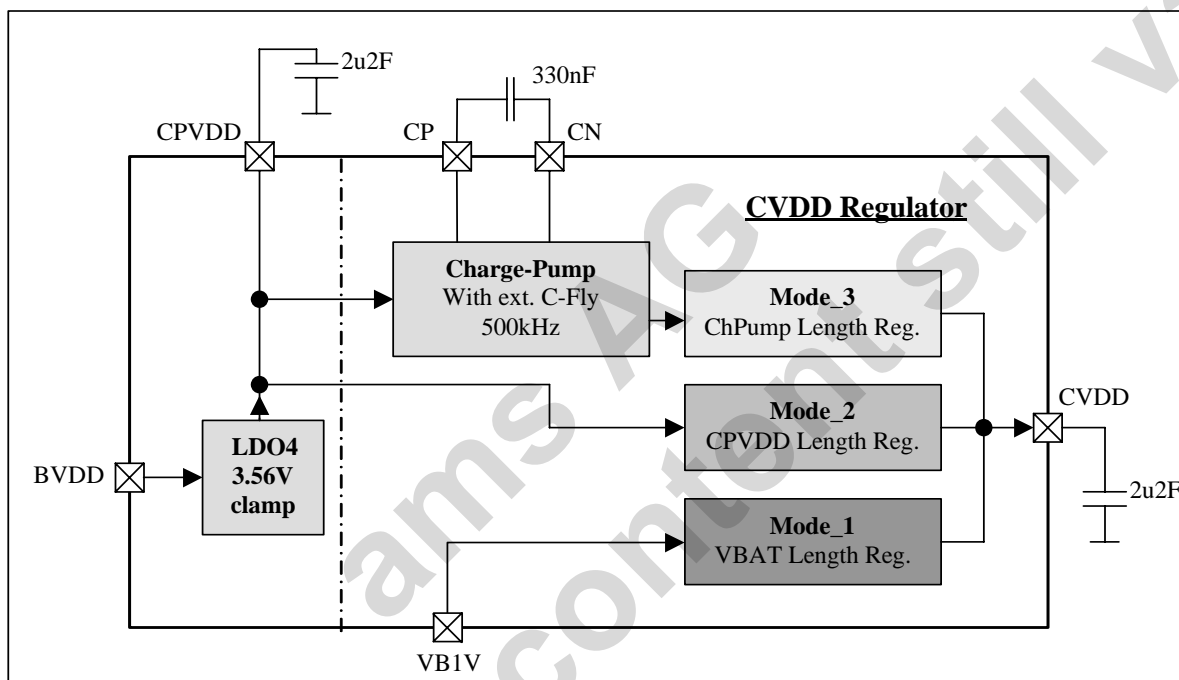 2u2F
330nF
CPVDD
CP
CN
CVDD Regulator
Charge-Pump
With ext. C-Fly
500kHz
Mode_3
ChPump Length Reg.
Mode_2
CPVDD Length Reg.
CVDD
LDO4
3.56V
clamp
BVDD
2u2F
Mode_1
VBAT Length Reg.
VB1V
ams AG
content still v